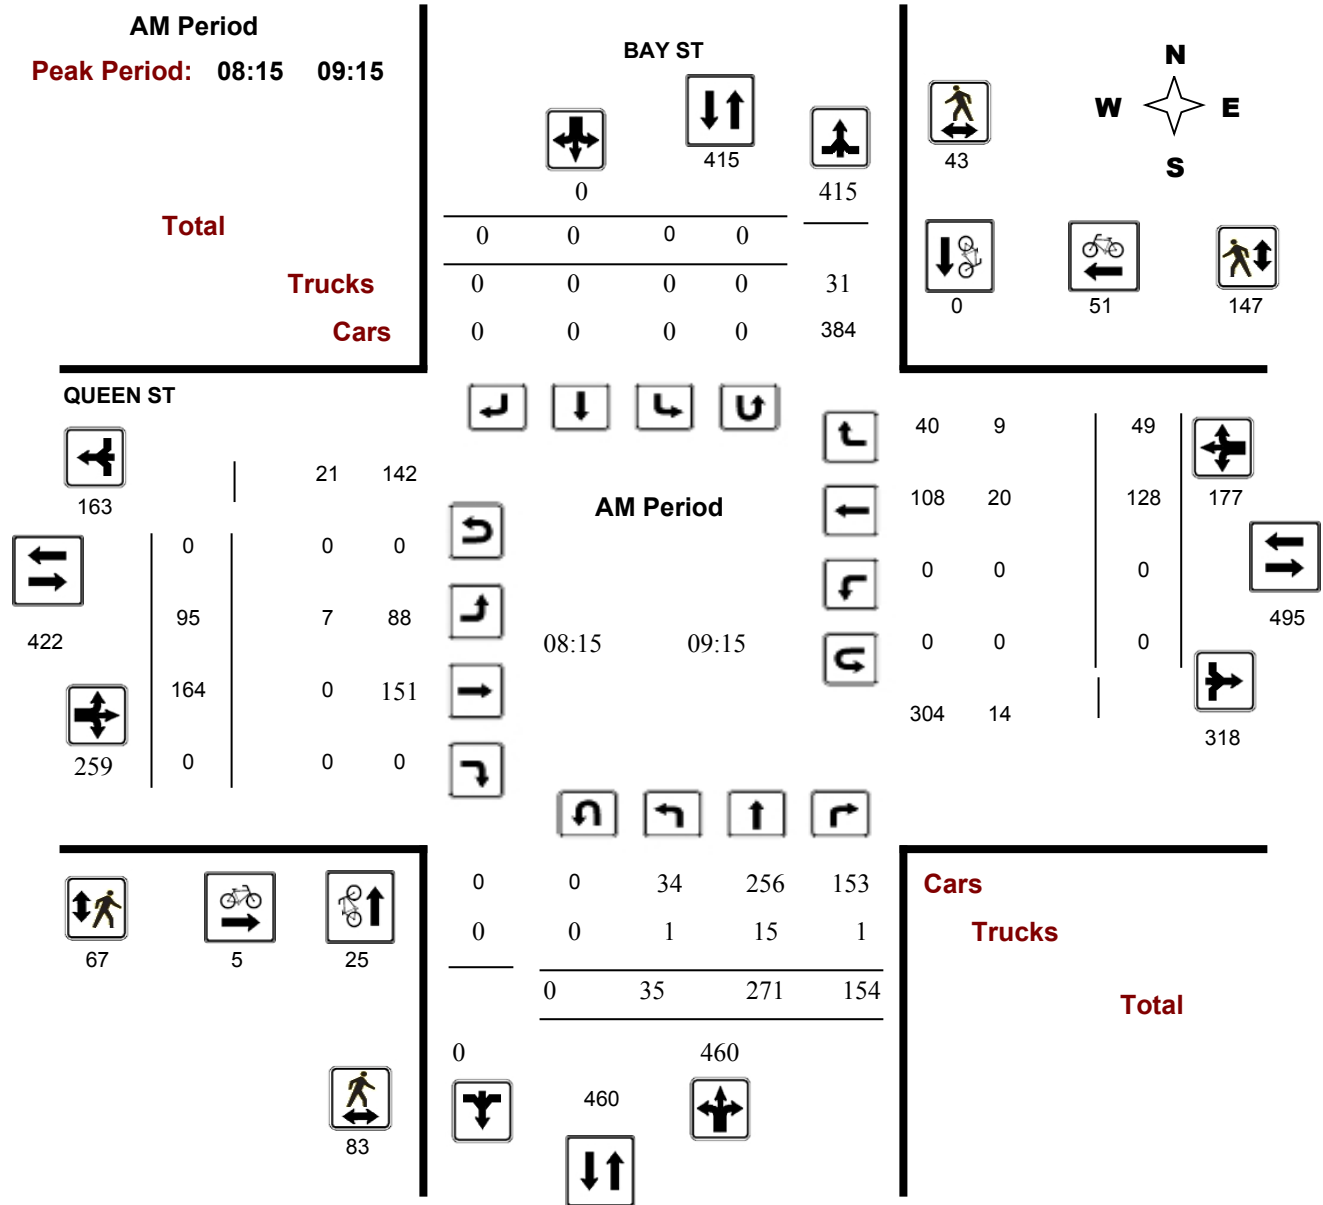 AM Period
BAY ST
N
Peak Period: 08:15 09:15
W E
S
415 43
0 415
Total
0 0 0 0
Trucks 0 0 0 0 31
0 51 147
Cars 0 0 0 0 384
QUEEN ST
40 9 49
21 142
163
AM Period
108 20 128 177
0 0 0
0 0 0
95 7 88
495
422
08:15 09:15
0 0 0
164 0 151
304 14
318
259 0 0 0
0 0 34 256 153 Cars
0 0 1 15 1 Trucks
67 5 25
0 35 271 154
Total
0 460
460
83